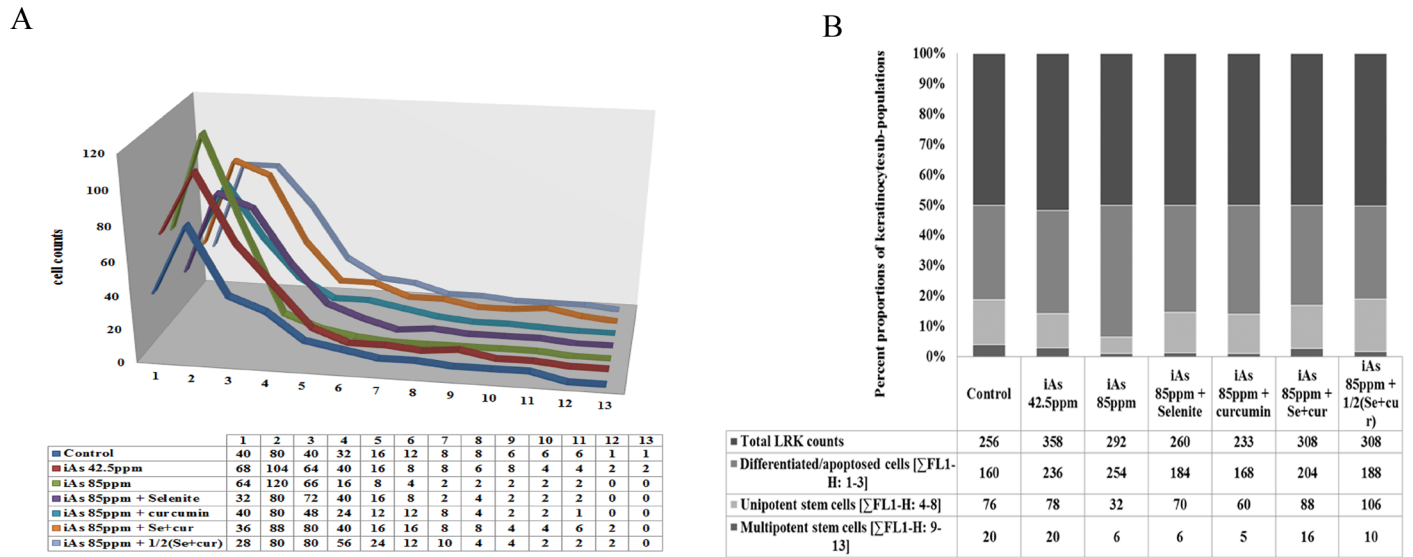 A
120
100
80
60
40
20
0
cell counts
1 2 3 4 5 6 7 8 9 10 11 12 13
1 2 3 4 5 6 7 8 9 10 11 12 13
Control 40 80 40 32 16 12 8 8 6 6 6 1 1
iAs 42.5ppm 68 104 64 40 16 8 8 6 8 4 4 2 2
iAs 85ppm 64 120 66 16 8 4 2 2 2 2 2 0 0
iAs 85ppm + Selenite 32 80 72 40 16 8 2 4 2 2 2 0 0
iAs 85ppm + curcumin 40 80 48 24 12 12 8 4 2 2 1 0 0
iAs 85ppm + Se+cur 36 88 80 40 16 16 8 8 4 4 6 2 0
iAs 85ppm + 1/2(Se+cur) 28 80 80 56 24 12 10 4 4 2 2 2 0
B
Percent proportions of keratinocytesub-populations
100%
90%
80%
70%
60%
50%
40%
30%
20%
10%
0%
Control
iAs
42.5ppm
iAs
85ppm
iAs
85ppm +
Selenite
iAs
85ppm +
curcumin
iAs
85ppm +
Se+cur
iAs
85ppm +
1/2(Se+cu
r)
Total LRK counts 256 358 292 260 233 308 308
Differentiated/apoptosed cells [∑FL1-
H: 1-3] 160 236 254 184 168 204 188
Unipotent stem cells [∑FL1-H: 4-8] 76 78 32 70 60 88 106
Multipotent stem cells [∑FL1-H: 9-
13] 20 20 6 6 5 16 10